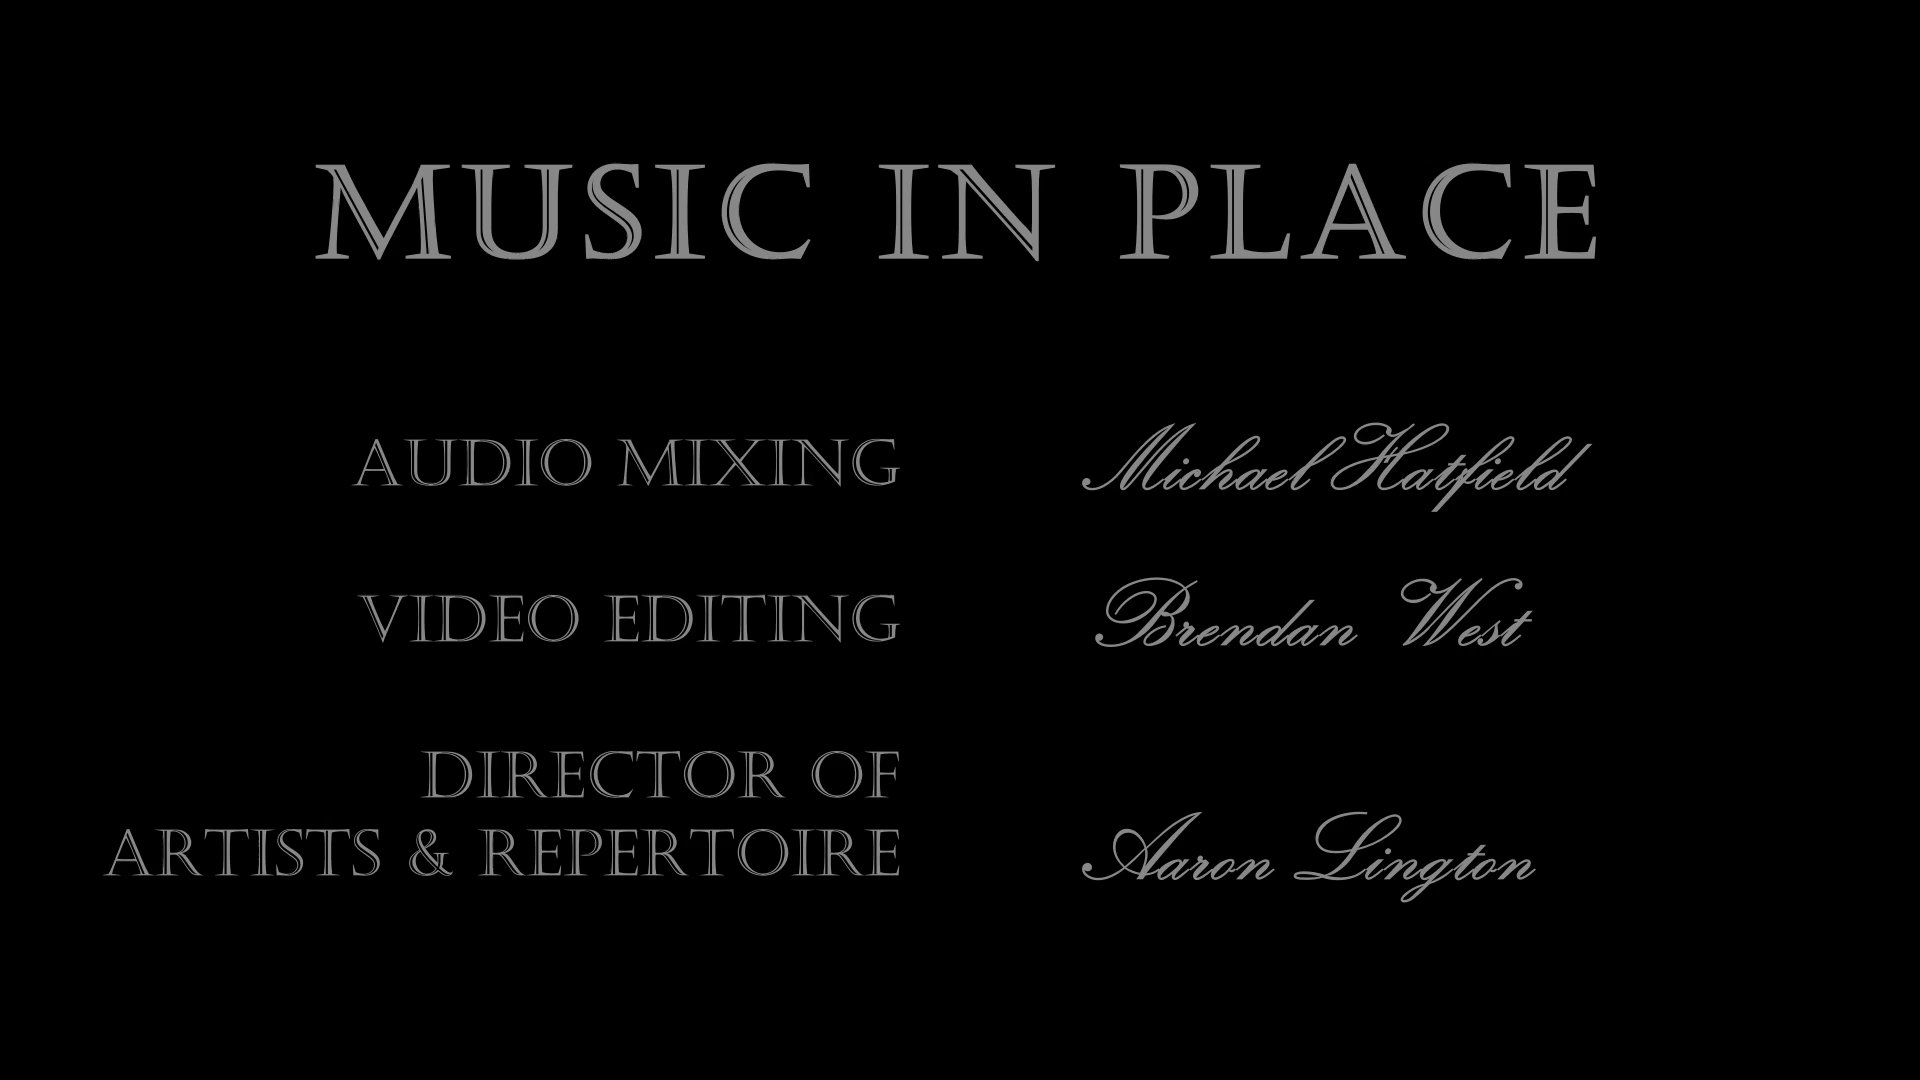 MUSIC IN PLACE
AUDIO MIXING Michael Hatfield
VIDEO EDITING Brendan West
DIRECTOR OF
ARTISTS & REPERTOIRE Aaron Lington